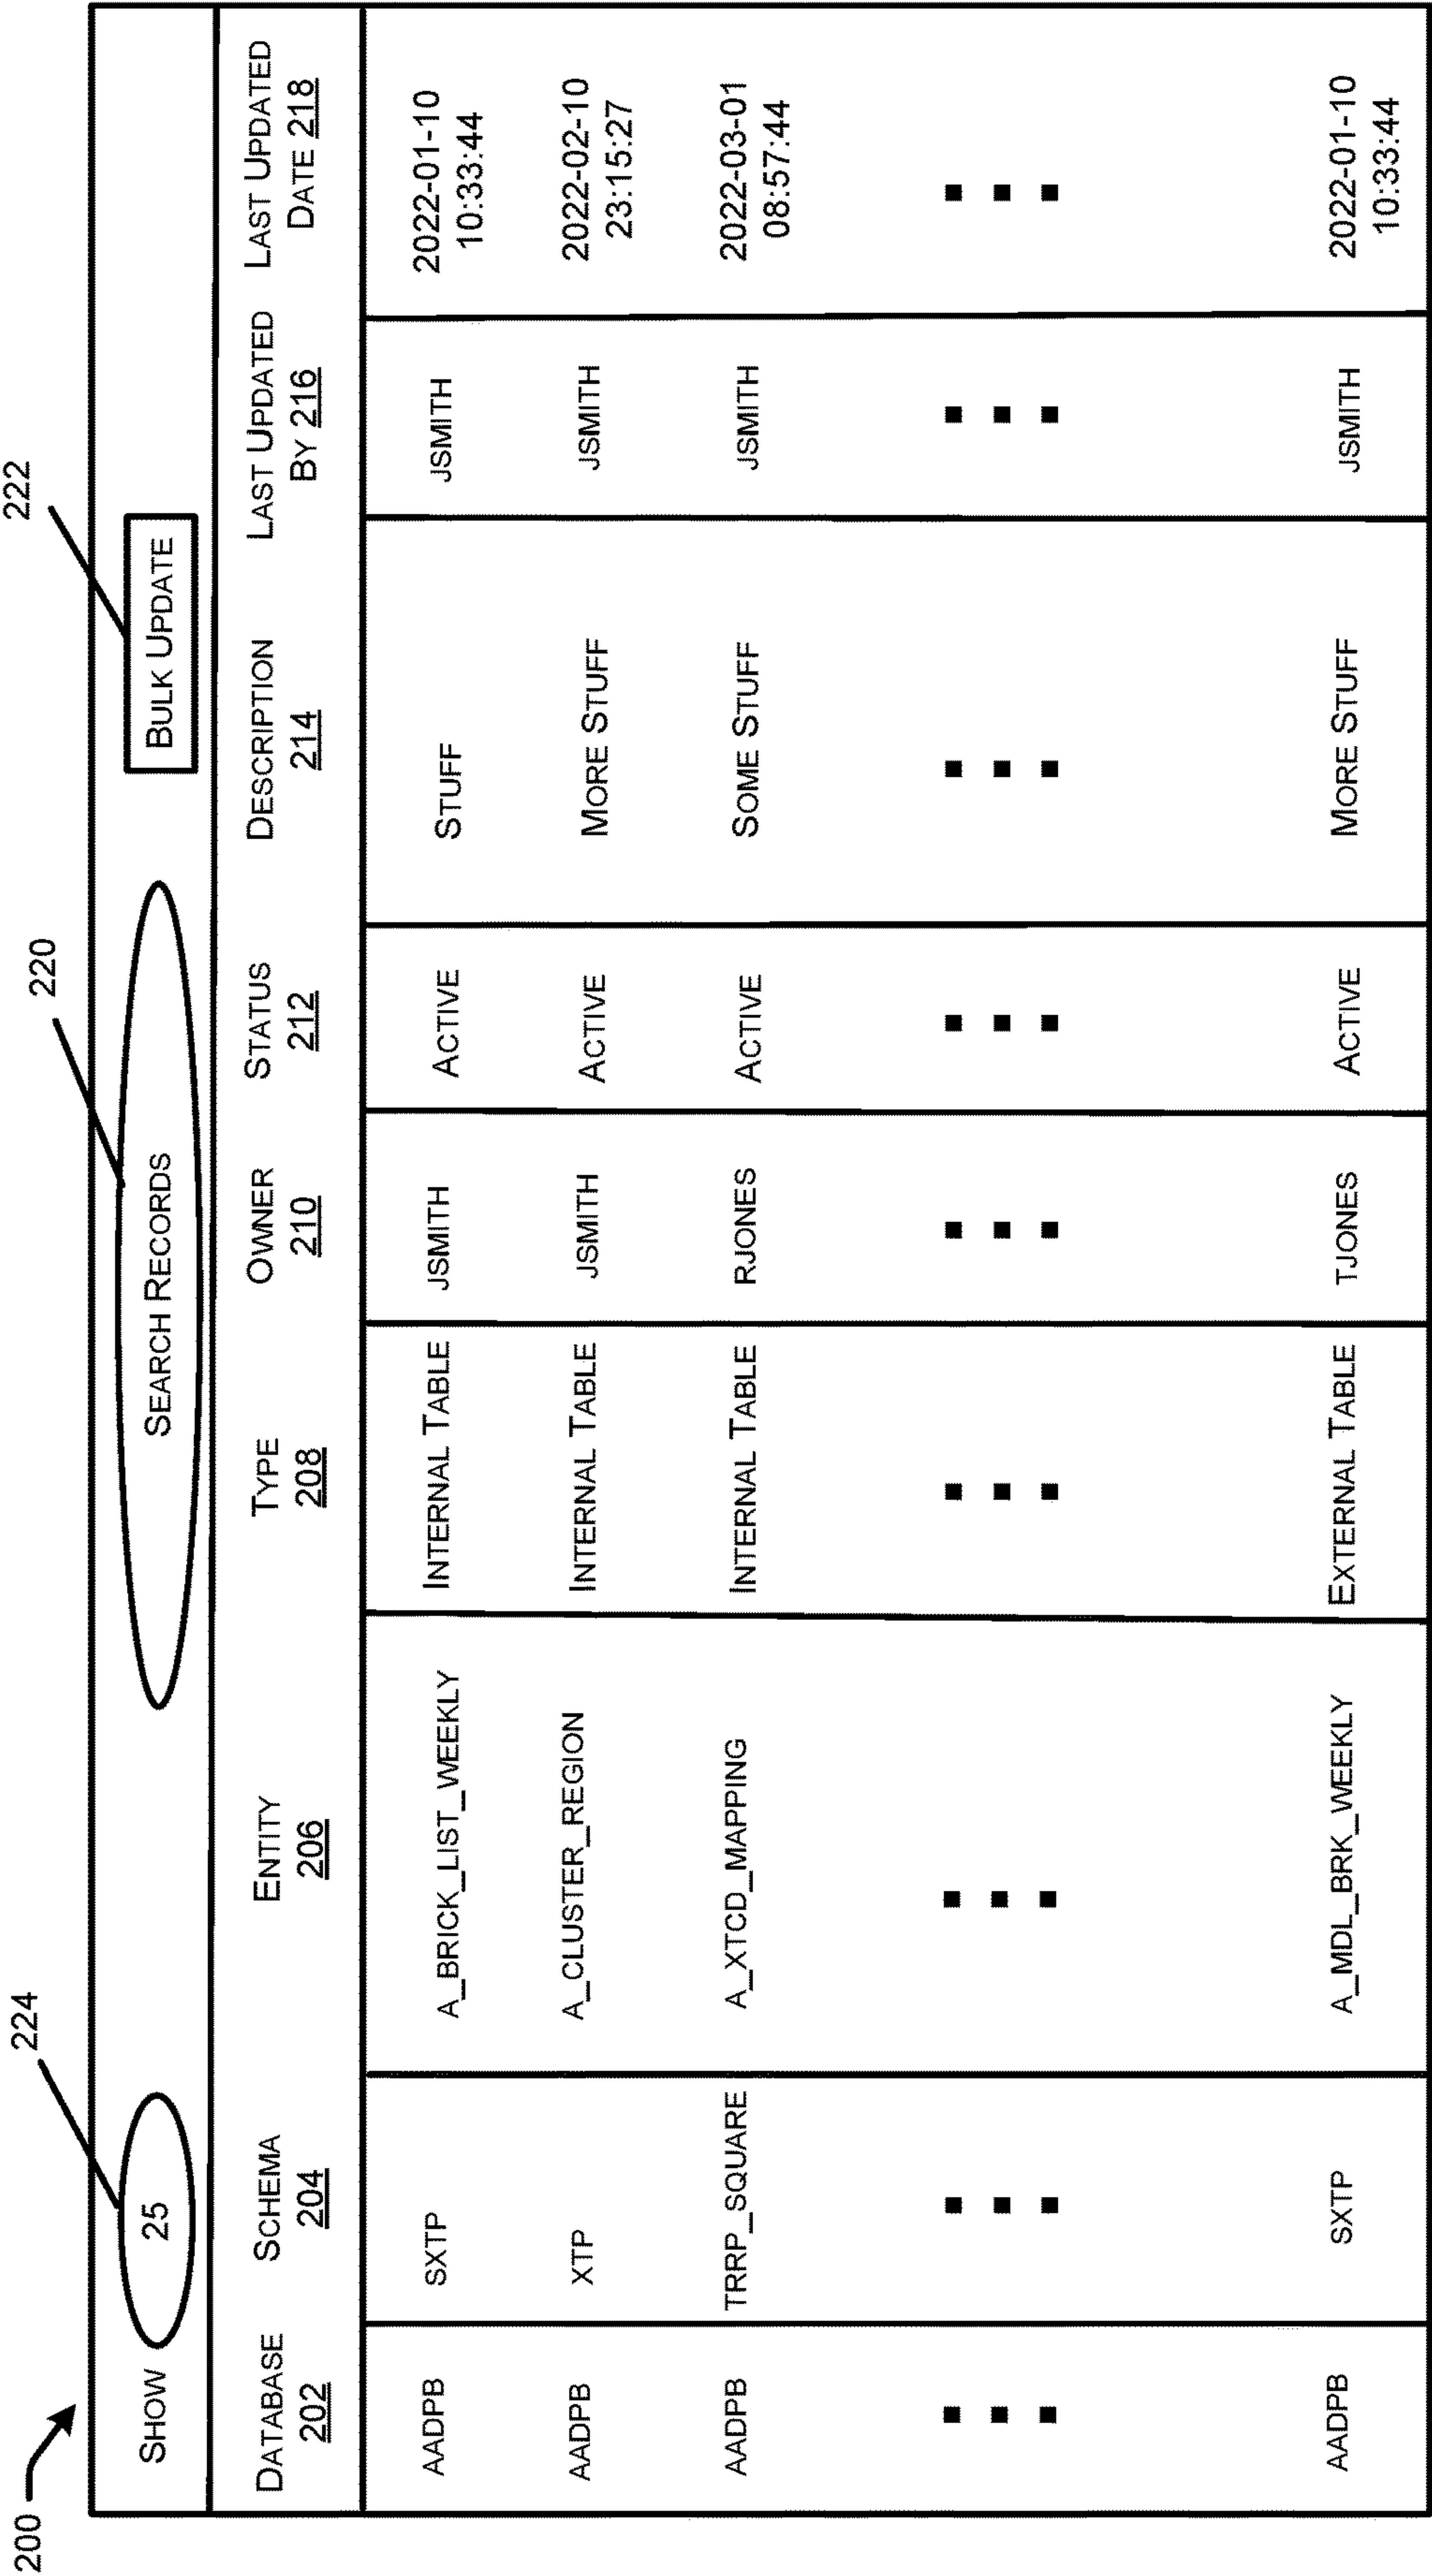 200
224
220
222
SHOW 25 SEARCH RECORDS BULK UPDATE
DATABASE SCHEMA ENTITY TYPE OWNER STATUS DESCRIPTION LAST UPDATED LAST UPDATED
202 204 206 208 210 212 214 BY 216 DATE 218
AADPB SXTP A_BRICK_LIST_WEEKLY INTERNAL TABLE JSMITH ACTIVE STUFF JSMITH 2022-01-10
10:33:44
AADPB XTP A_CLUSTER_REGION INTERNAL TABLE JSMITH ACTIVE MORE STUFF JSMITH 2022-02-10
23:15:27
AADPB TRRP_SQUARE A_XTCD_MAPPING INTERNAL TABLE RJONES ACTIVE SOME STUFF JSMITH 2022-03-01
08:57:44
AADPB SXTP A_MDL_BRK_WEEKLY EXTERNAL TABLE TJONES ACTIVE MORE STUFF JSMITH 2022-01-10
10:33:44